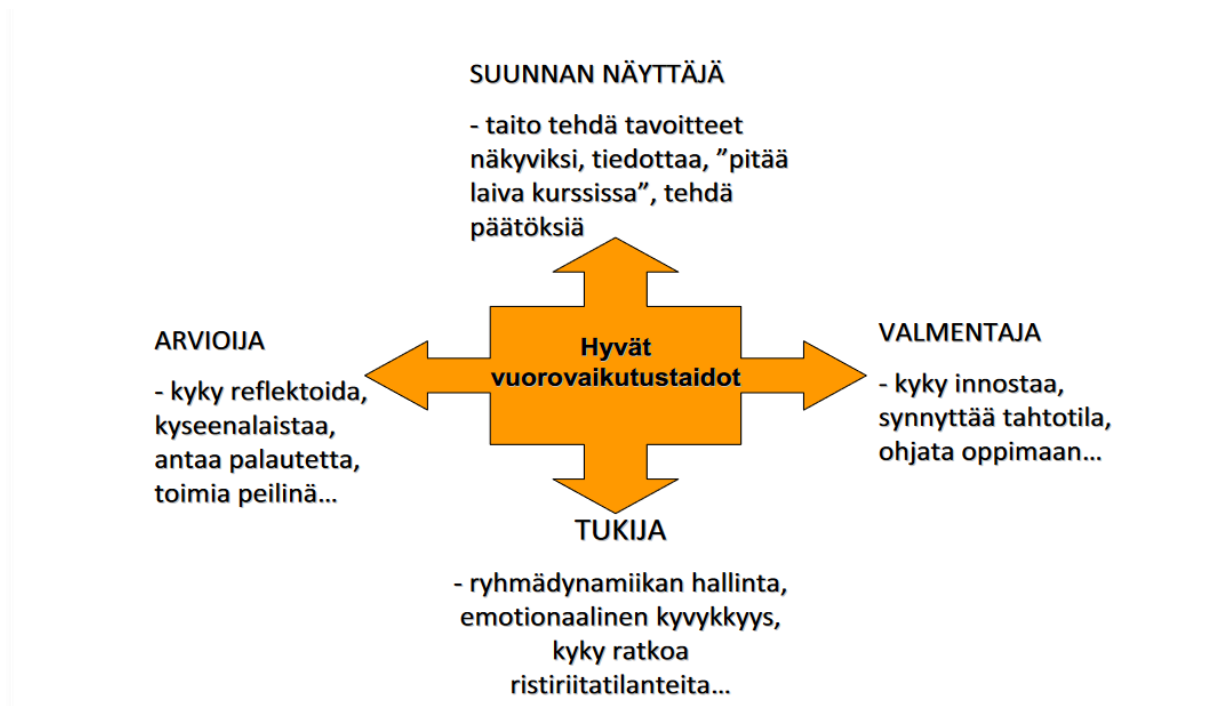 SUUNNAN NÄYTTÄJÄ
- taito tehdä tavoitteet
näkyviksi, tiedottaa, ”pitää
laiva kurssissa”, tehdä
päätöksiä
ARVIOIJA
- kyky reflektoida,
kyseenalaistaa,
antaa palautetta,
toimia peilinä…
Hyvät
vuorovaikutustaidot
VALMENTAJA
- kyky innostaa,
synnyttää tahtotila,
ohjata oppimaan…
TUKIJA
- ryhmädynamiikan hallinta,
emotionaalinen kyvykkyys,
kyky ratkoa
ristiriitatilanteita…